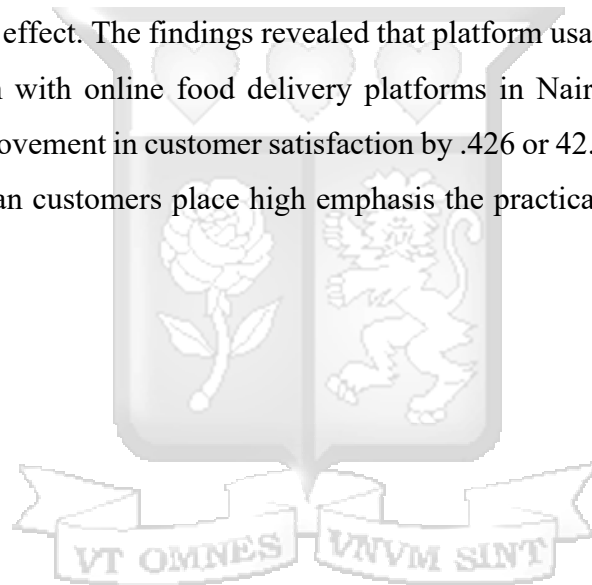 effect. The findings revealed that platform usa
with online food delivery platforms in Nair
ovement in customer satisfaction by .426 or 42.
an customers place high emphasis the practica
VT OMNES VNVM SINT